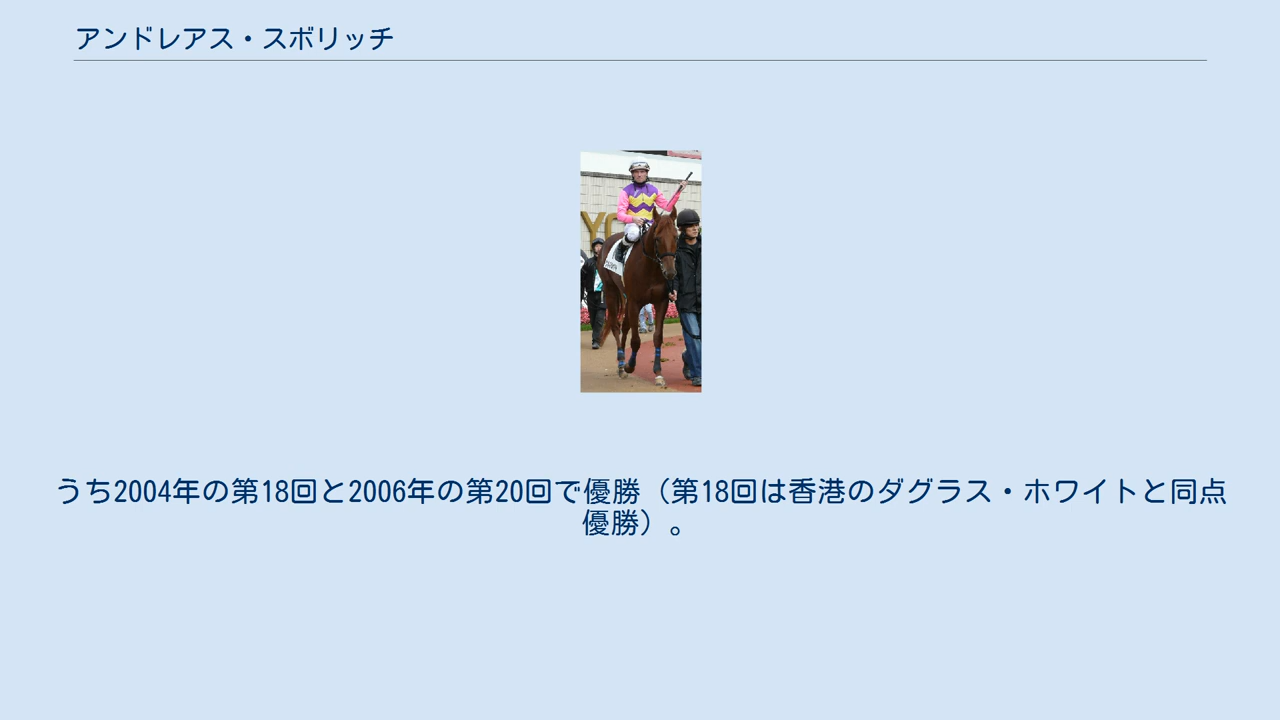 アンドレアス・スボリッチ
うち2004年の第18回と2006年の第20回で優勝（第18回は香港のダグラス・ホワイトと同点
優勝）。